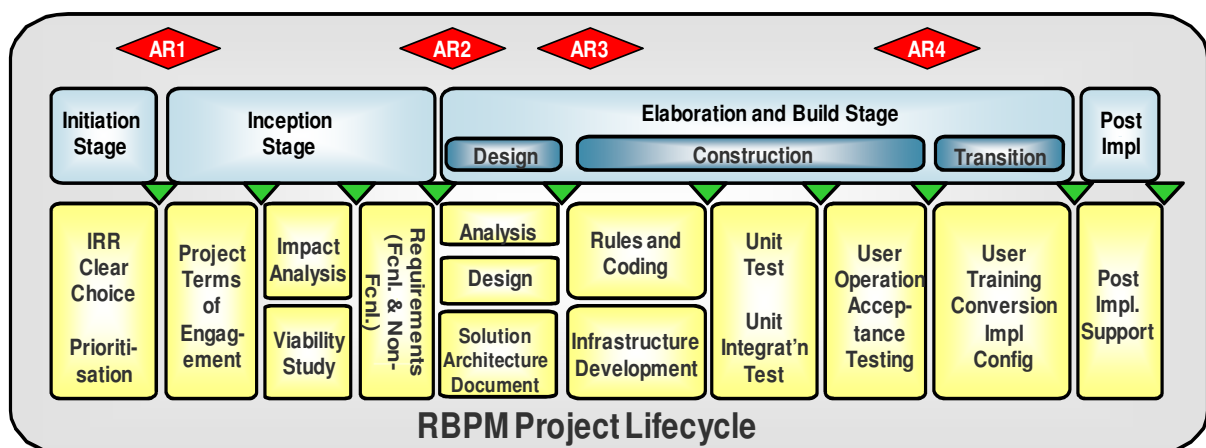 AR1
AR2
AR3
AR4
Initiation
Stage
Inception
Stage
Elaboration and Build Stage
Design
Construction
Transition
Post
Impl
IRR
Clear
Choice
Prioriti-
sation
Project
Terms
of
Engag-
ement
Impact
Analysis
Viability
Study
Requirements
(Fcnl. & Non-
Fcnl.)
Analysis
Design
Solution
Architecture
Document
Rules and
Coding
Infrastructure
Development
Unit
Test
Unit
Integrat'n
Test
User
Operation
Accep-
tance
Testing
User
Training
Conversion
Impl
Config
Post
Impl.
Support
RBPM Project Lifecycle